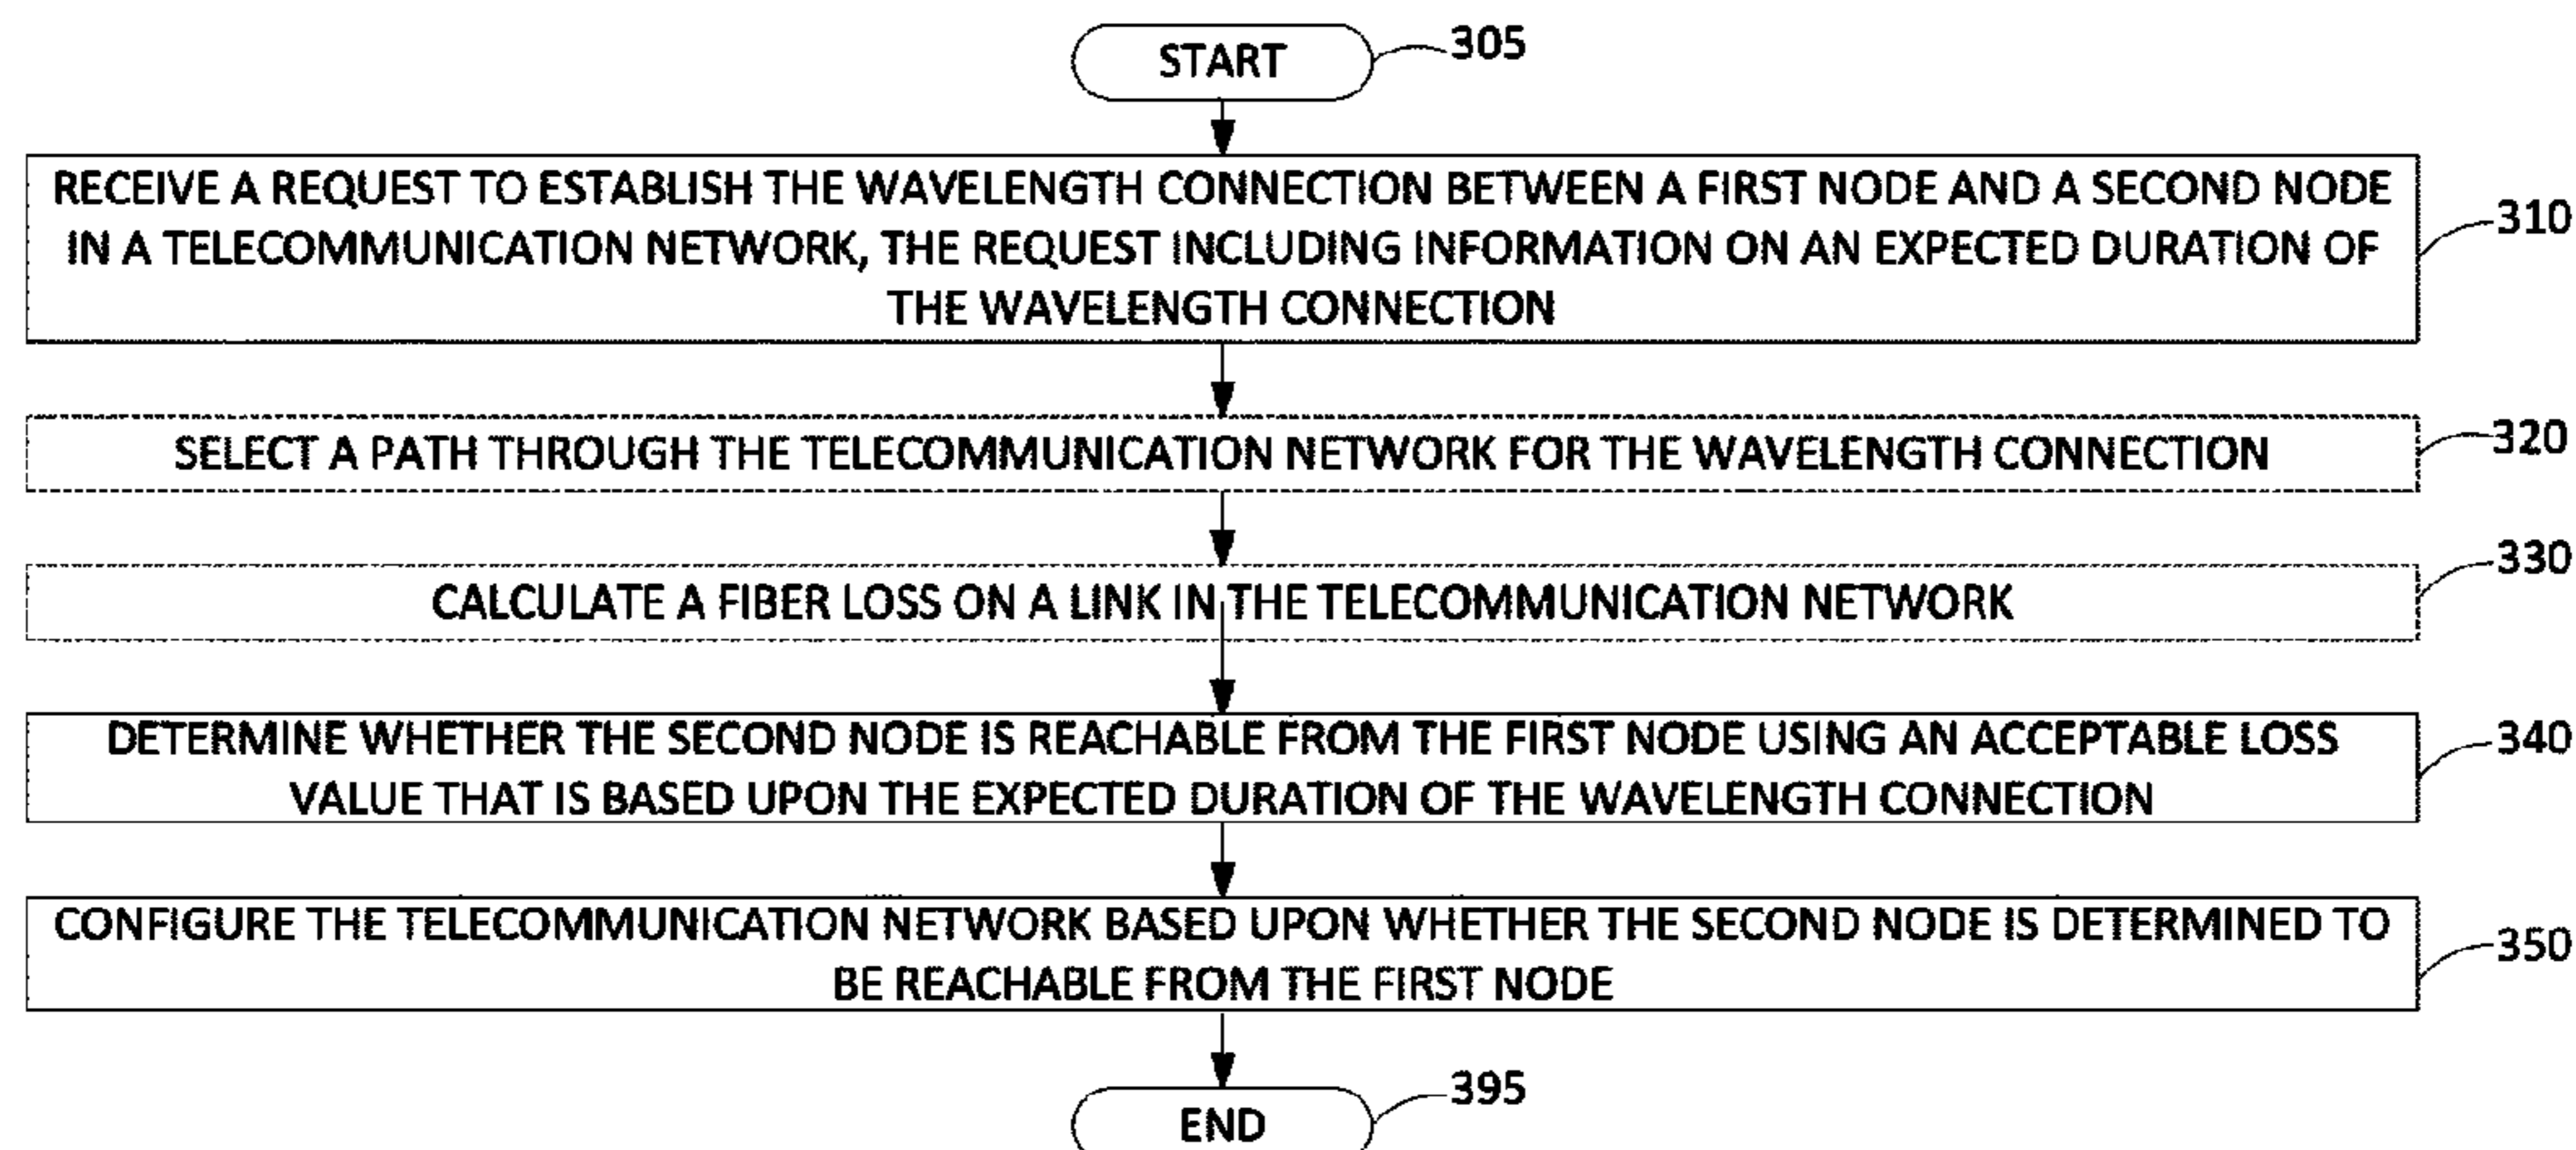 START
305
RECEIVE A REQUEST TO ESTABLISH THE WAVELENGTH CONNECTION BETWEEN A FIRST NODE AND A SECOND NODE
IN A TELECOMMUNICATION NETWORK, THE REQUEST INCLUDING INFORMATION ON AN EXPECTED DURATION OF
THE WAVELENGTH CONNECTION
310
SELECT A PATH THROUGH THE TELECOMMUNICATION NETWORK FOR THE WAVELENGTH CONNECTION
320
CALCULATE A FIBER LOSS ON A LINK IN THE TELECOMMUNICATION NETWORK
330
DETERMINE WHETHER THE SECOND NODE IS REACHABLE FROM THE FIRST NODE USING AN ACCEPTABLE LOSS
VALUE THAT IS BASED UPON THE EXPECTED DURATION OF THE WAVELENGTH CONNECTION
340
CONFIGURE THE TELECOMMUNICATION NETWORK BASED UPON WHETHER THE SECOND NODE IS DETERMINED TO
BE REACHABLE FROM THE FIRST NODE
350
END
395